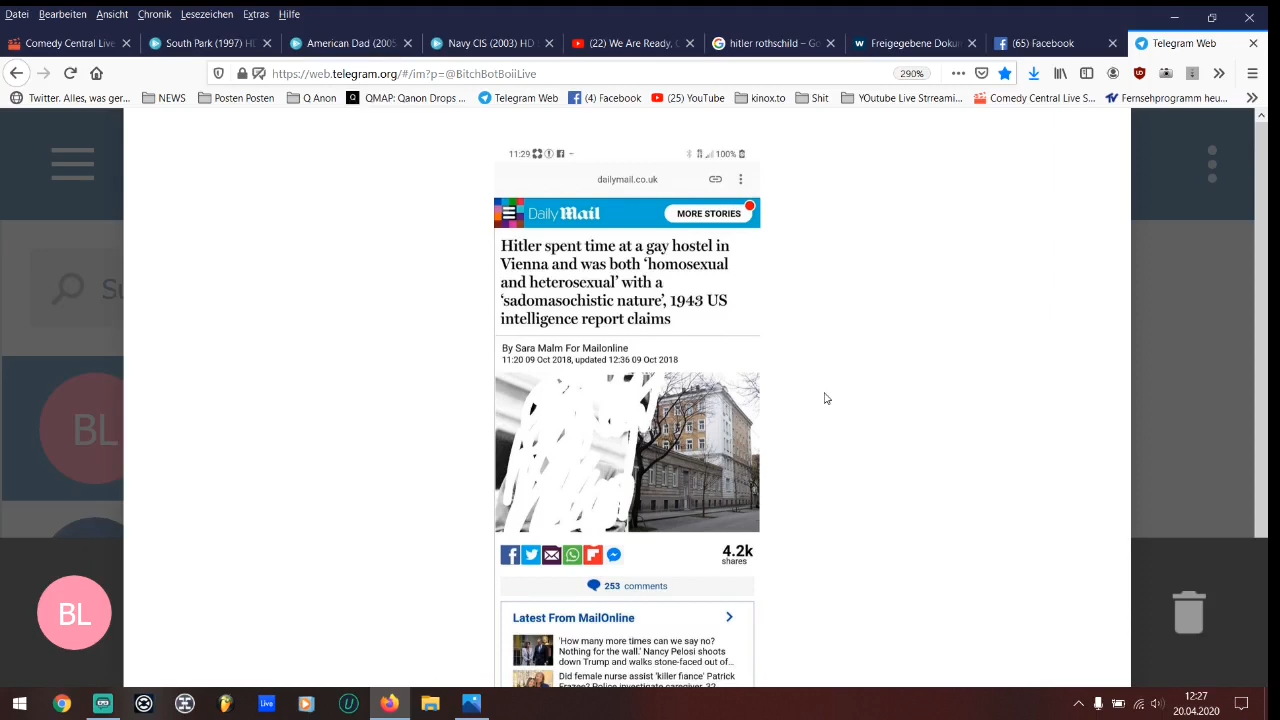 Datei Bearbeiten Ansicht Chronik Lesezeichen Extras Hilfe
Comedy Central Live South Park (1997) H American Dad (2005 Navy CIS (2003) HD (22) We Are Ready, C hitler rothschild – Go Freigegebene Doku (65) Facebook Telegram Web
https://web.telegram.org/#/im?p=@BitchBotBoiiLive 290%
Twitter. Alles, was ger... NEWS Posten Posten Q Anon QMAP: Qanon Drops ... Telegram Web (4) Facebook (25) YouTube kinox.to Shit YOutube Live Strreami... Comedy Central Live S... Fernsehprogramm heu...
11:29 100%
dailymail.co.uk
Daily Mail MORE STORIES
Hitler spent time at a gay hostel in
Vienna and was both ‘homosexual
and heterosexual’ with a
‘sadomasochistic nature’, 1943 US
intelligence report claims
By Sara Malm For Mailonline
11:20 09 Oct 2018, updated 12:36 09 Oct 2018
Su
BL
4.2k
shares
253 comments
BL
Latest From MailOnline
'How many more times can we say no?
Nothing for the wall.' Nancy Pelosi shoots
down Trump and walks stone-faced out of...
Did female nurse assist 'killer fiance' Patrick
Live
12:27
20.04.2020